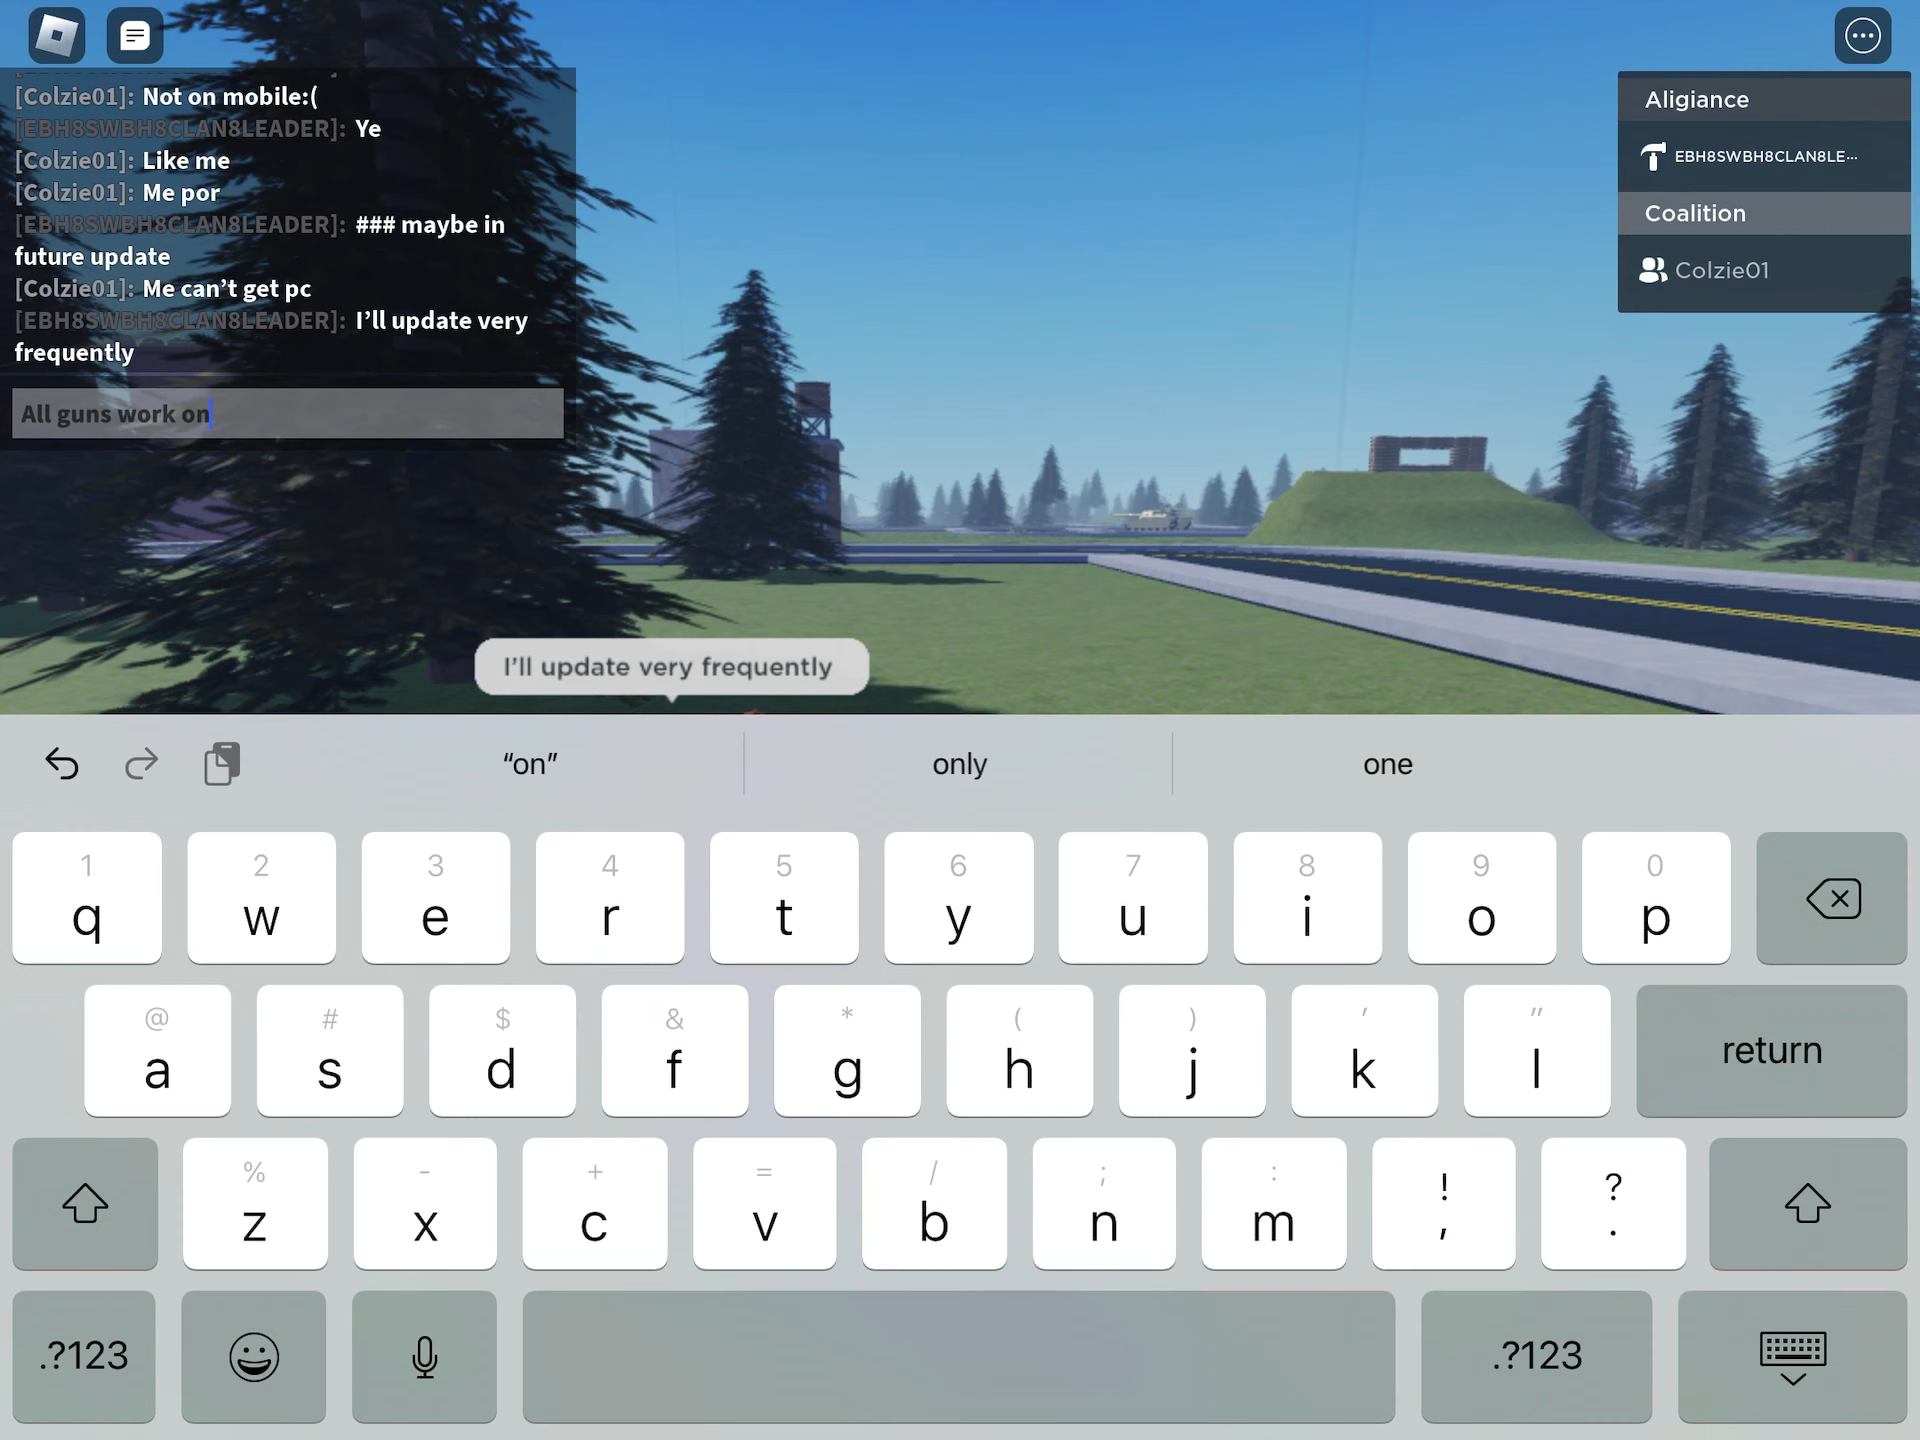 [Colzie01]: Not on mobile:(
[EBH8SWBH8CLAN8LEADER]: Ye
[Colzie01]: Like me
[Colzie01]: Me por
[EBH8SWBH8CLAN8LEADER]: ### maybe in
future update
[Colzie01]: Me can’t get pc
[EBH8SWBH8CLAN8LEADER]: I’ll update very
frequently
All guns work on
Aligiance
EBH8SWBH8CLAN8LE...
Coalition
Colzie01
I’ll update very frequently
“on” only one
1 2 3 4 5 6 7 8 9 0
q w e r t y u i o p
@ # $ & * ( ) ' "
a s d f g h j k l return
% - + = / ; : ! ?
z x c v b n m , .
.?123 .?123